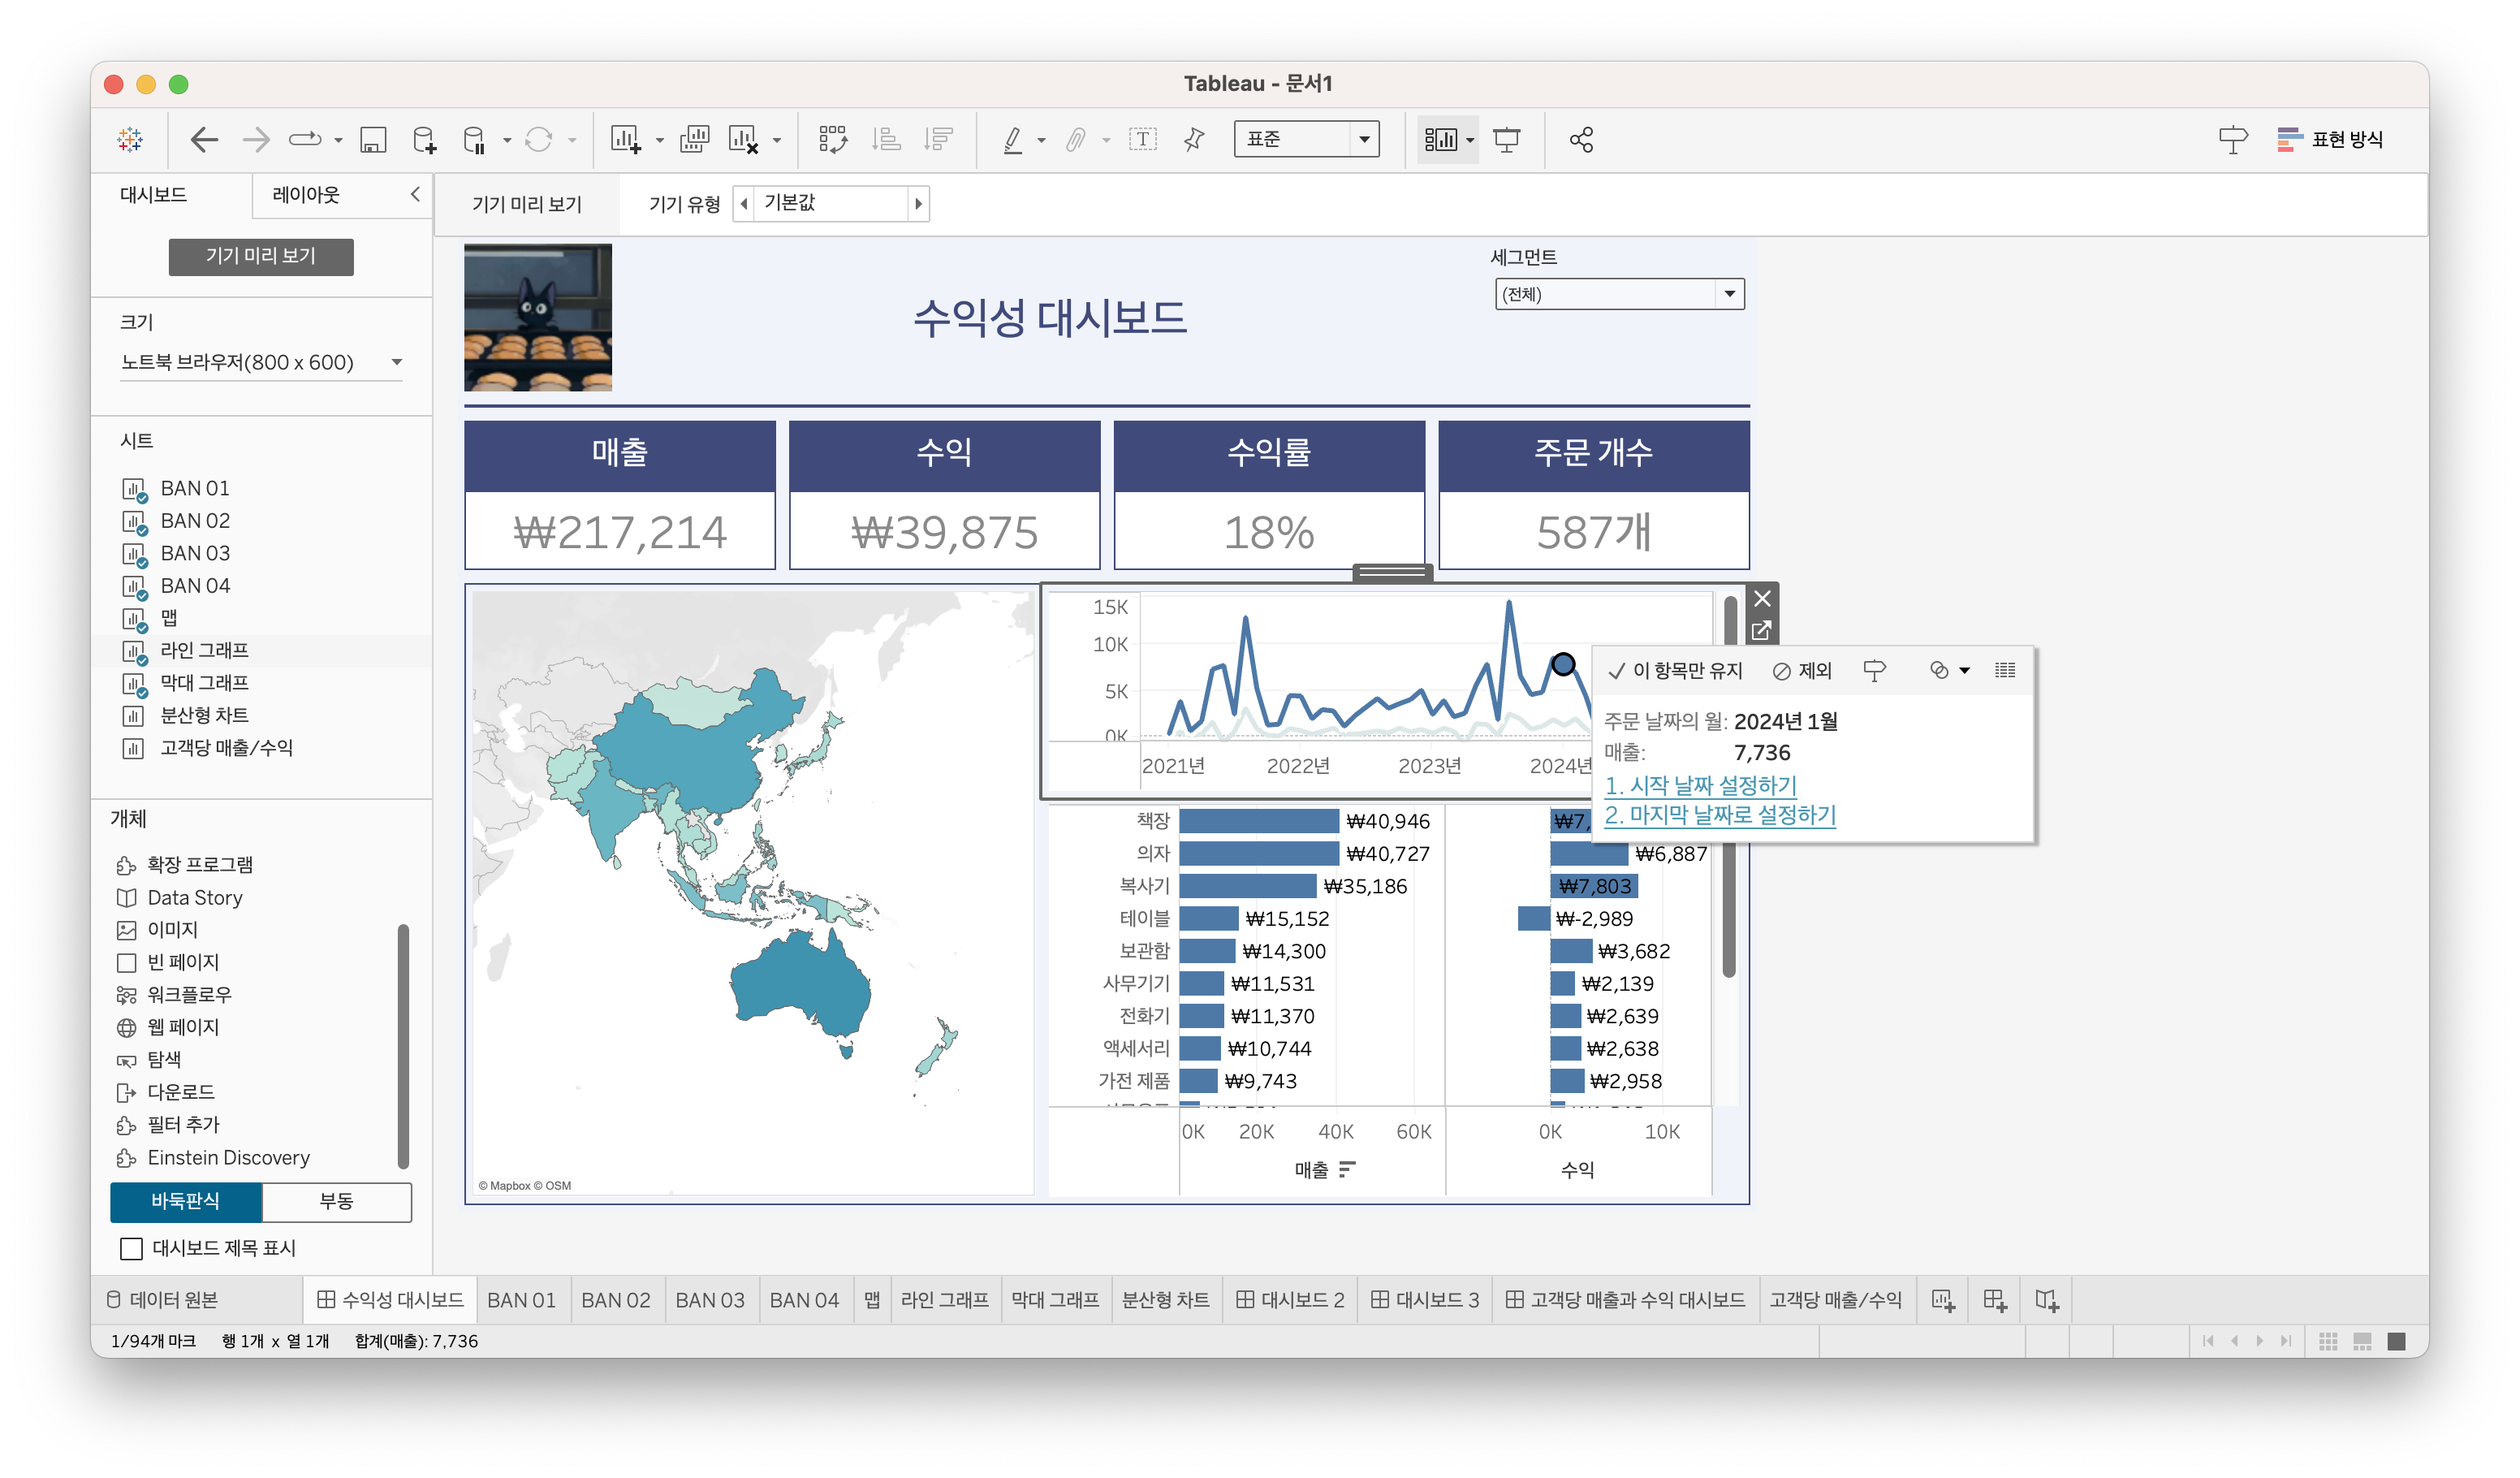 Tableau - 문서1
표준
표현 방식
대시보드
레이아웃
기기 미리 보기
기기 유형
기본값
기기 미리 보기
크기
노트북 브라우저(800 x 600)
시트
BAN 01
BAN 02
BAN 03
BAN 04
맵
라인 그래프
막대 그래프
분산형 차트
고객당 매출/수익
개체
확장 프로그램
Data Story
이미지
빈 페이지
워크플로우
웹 페이지
탐색
다운로드
필터 추가
Einstein Discovery
바둑판식
부동
대시보드 제목 표시
수익성 대시보드
세그먼트
(전체)
매출
₩217,214
수익
₩39,875
수익률
18%
주문 개수
587개
© Mapbox © OSM
15K
10K
5K
0K
2021년
2022년
2023년
2024년
이 항목만 유지
제외
주문 날짜의 월: 2024년 1월
매출: 7,736
1. 시작 날짜 설정하기
2. 마지막 날짜로 설정하기
책장 ₩40,946 ₩7,
의자 ₩40,727 ₩6,887
복사기 ₩35,186 ₩7,803
테이블 ₩15,152 ₩-2,989
보관함 ₩14,300 ₩3,682
사무기기 ₩11,531 ₩2,139
전화기 ₩11,370 ₩2,639
액세서리 ₩10,744 ₩2,638
가전 제품 ₩9,743 ₩2,958
0K 20K 40K 60K
0K 10K
매출
수익
데이터 원본
수익성 대시보드
BAN 01
BAN 02
BAN 03
BAN 04
맵
라인 그래프
막대 그래프
분산형 차트
대시보드 2
대시보드 3
고객당 매출과 수익 대시보드
고객당 매출/수익
1/94개 마크
행 1개 x 열 1개
합계(매출): 7,736